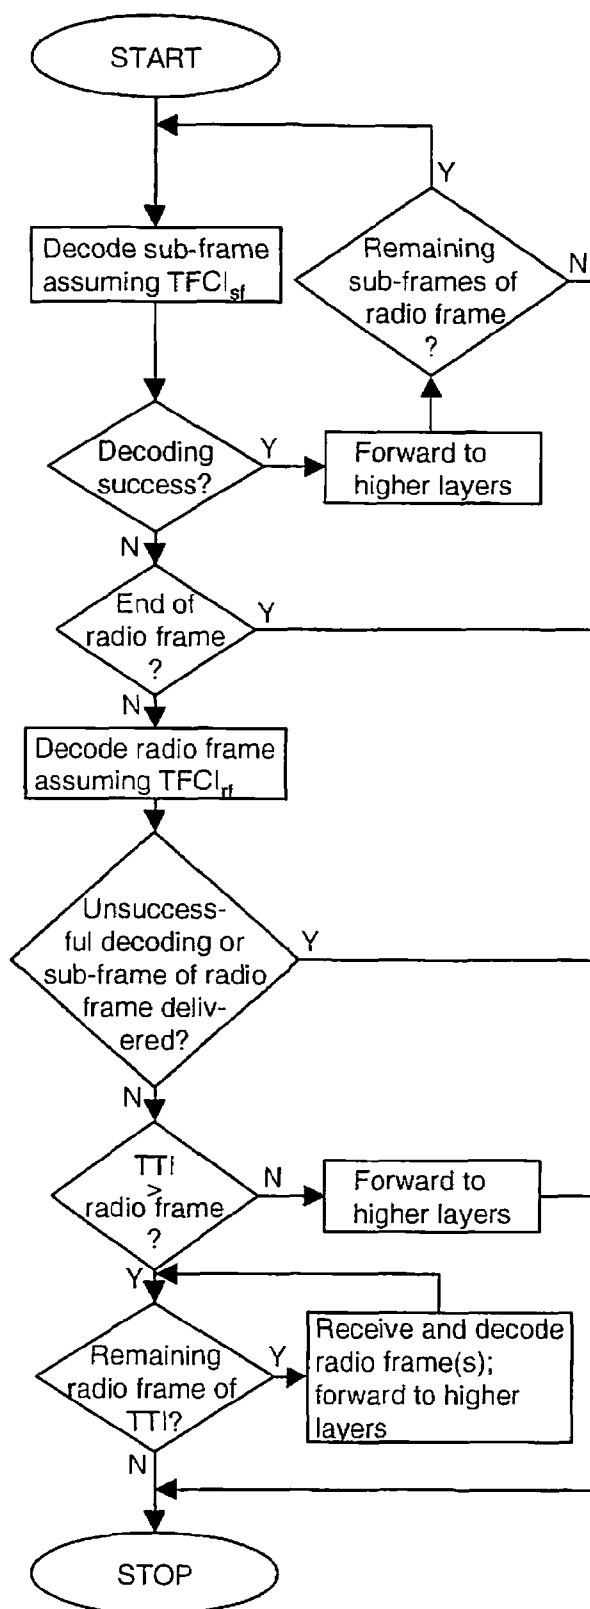 START
Y
Decode sub-frame
assuming TFCI_sf
Remaining
sub-frames of
radio frame
?
N
Decoding
success?
Y
Forward to
higher layers
N
End of
radio frame
?
Y
N
Decode radio frame
assuming TFCI_rf
Unsuccess-
ful decoding or
sub-frame of radio
frame deliv-
ered?
Y
N
TTI
>
radio frame
?
N
Forward to
higher layers
Y
Remaining
radio frame of
TTI?
Y
Receive and decode
radio frame(s);
forward to higher
layers
N
STOP